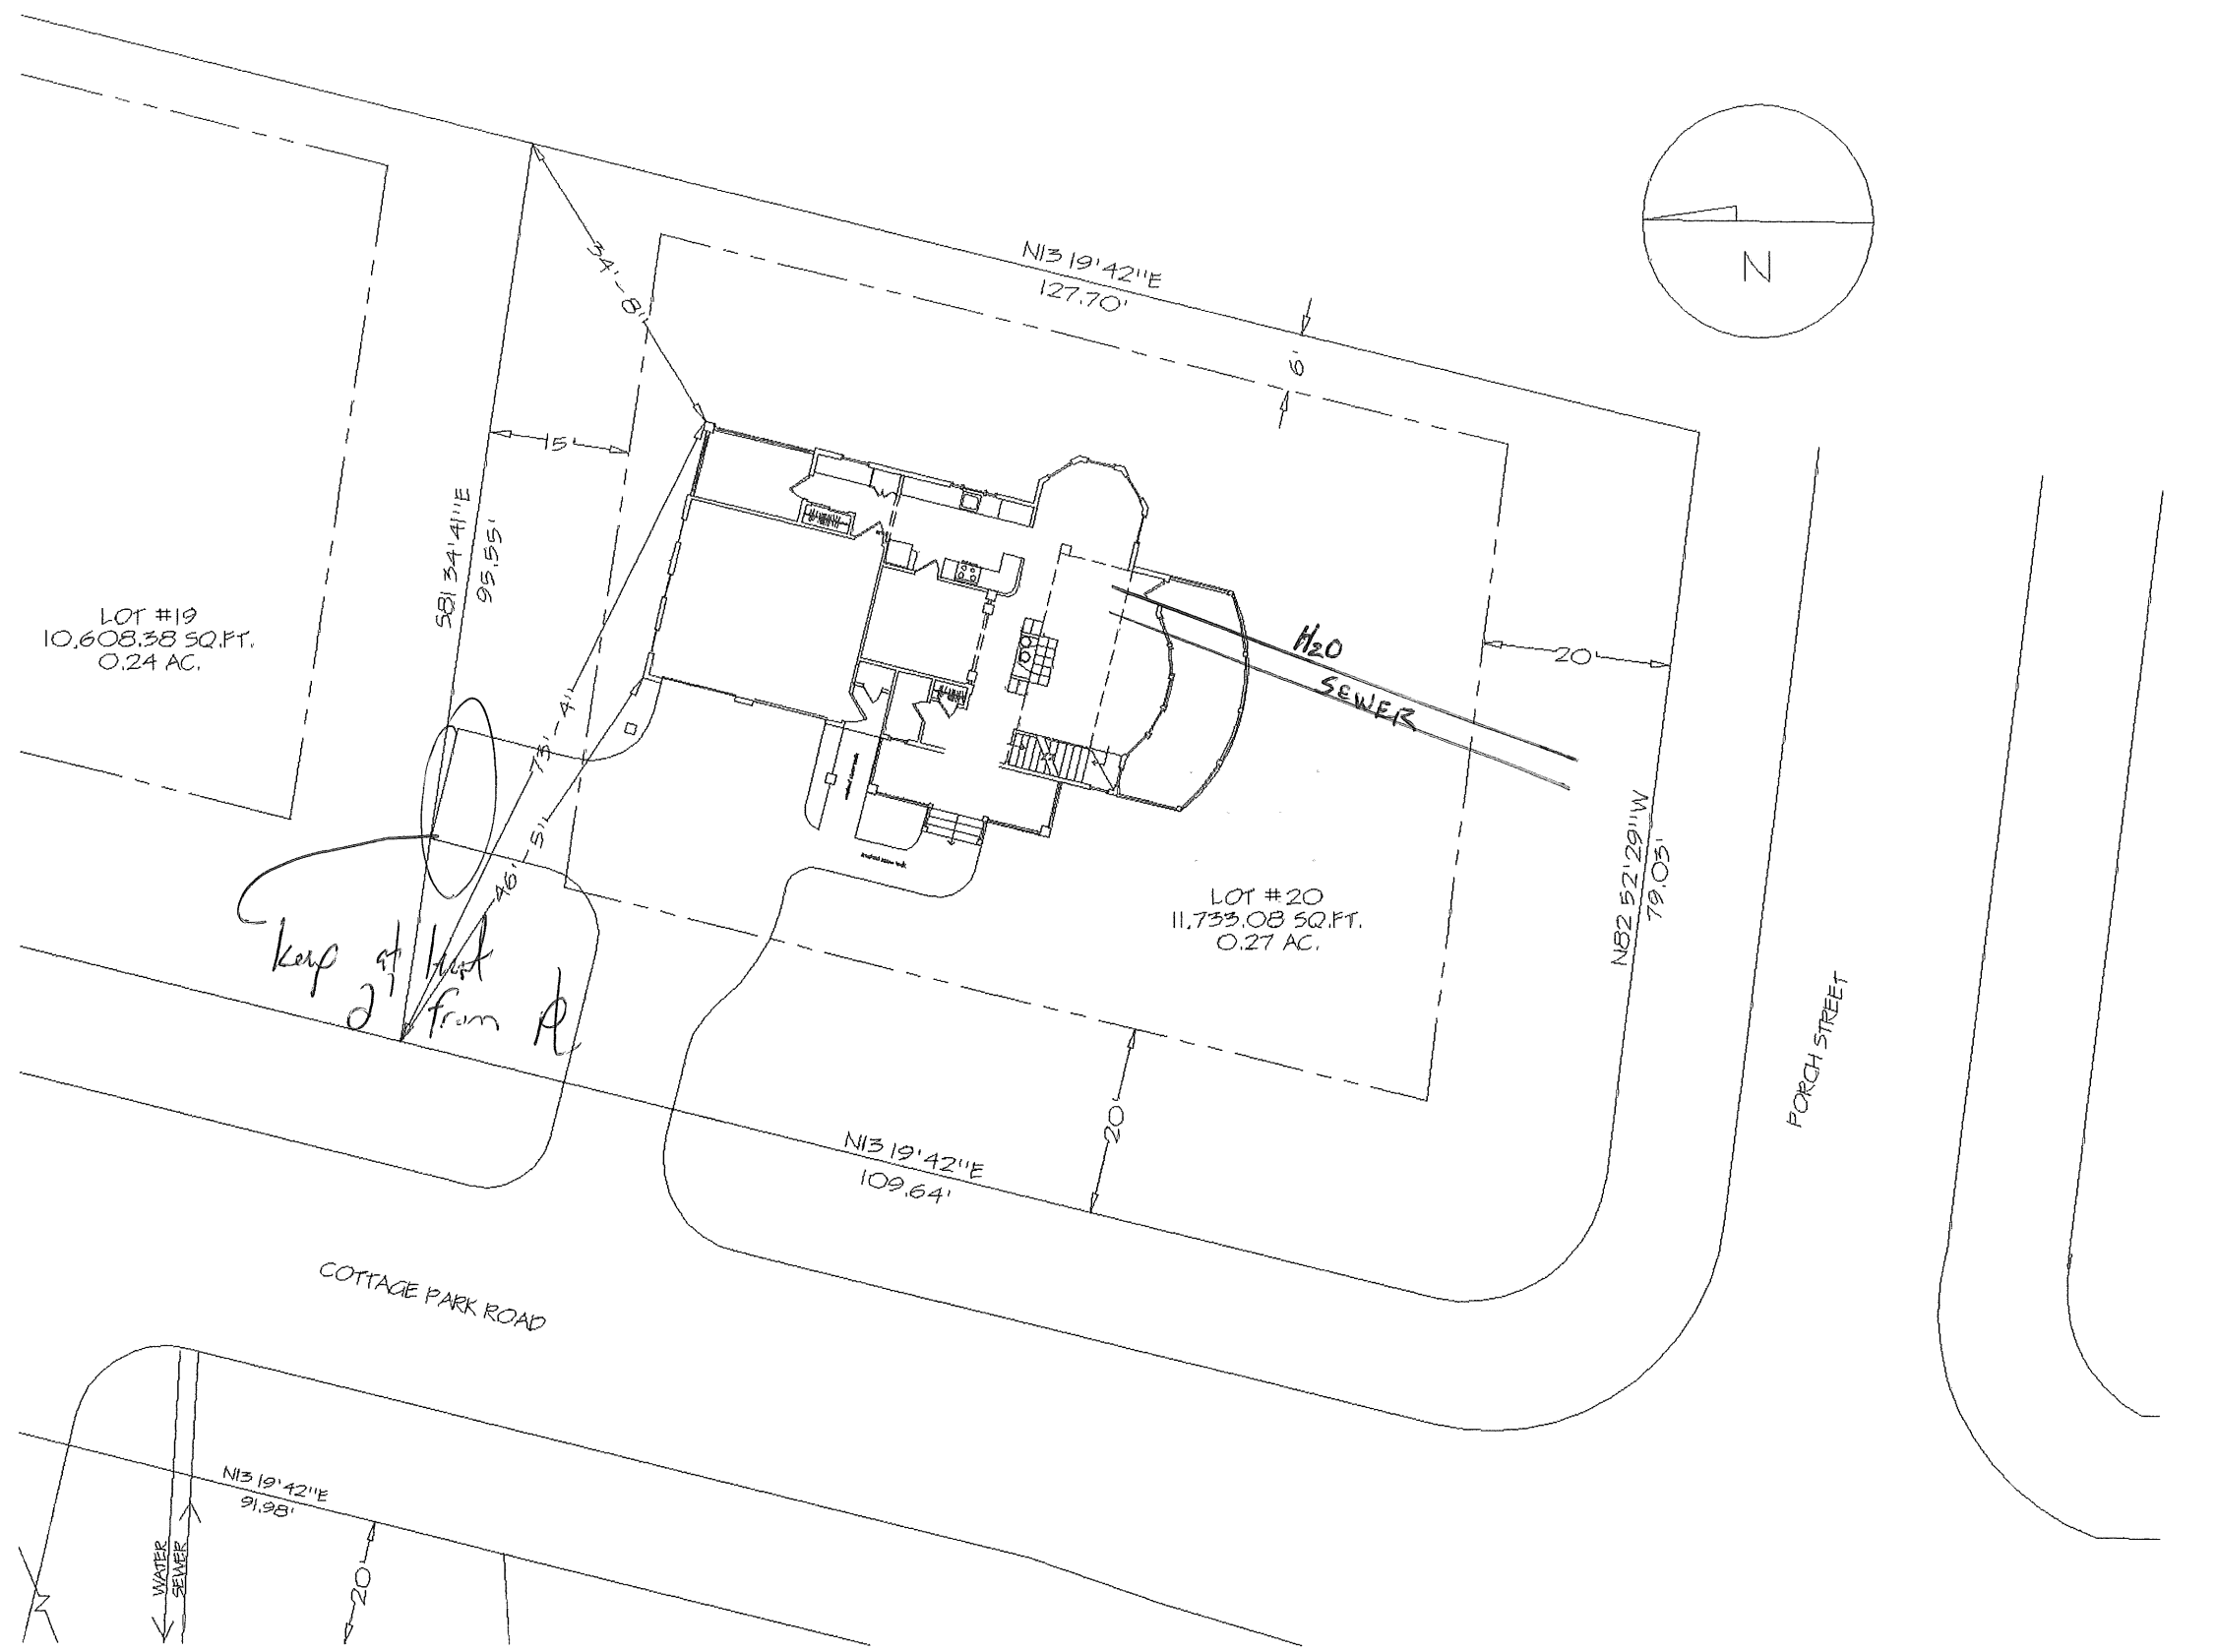 N13 19'42"E
127.70'
N
34'-8"
6'
15'
S81 34'41"E
95.55'
LOT #19
10,608.38 SQ.FT.
0.24 AC.
H2O
SEWER
20'
73'-4"
46'-5"
keep at least
2' from PL
LOT #20
11,733.08 SQ.FT.
0.27 AC.
N82 52'29"W
79.03'
PORCH STREET
20'
N13 19'42"E
109.64'
COTTAGE PARK ROAD
N13 19'42"E
91.98'
WATER
SEWER
20'